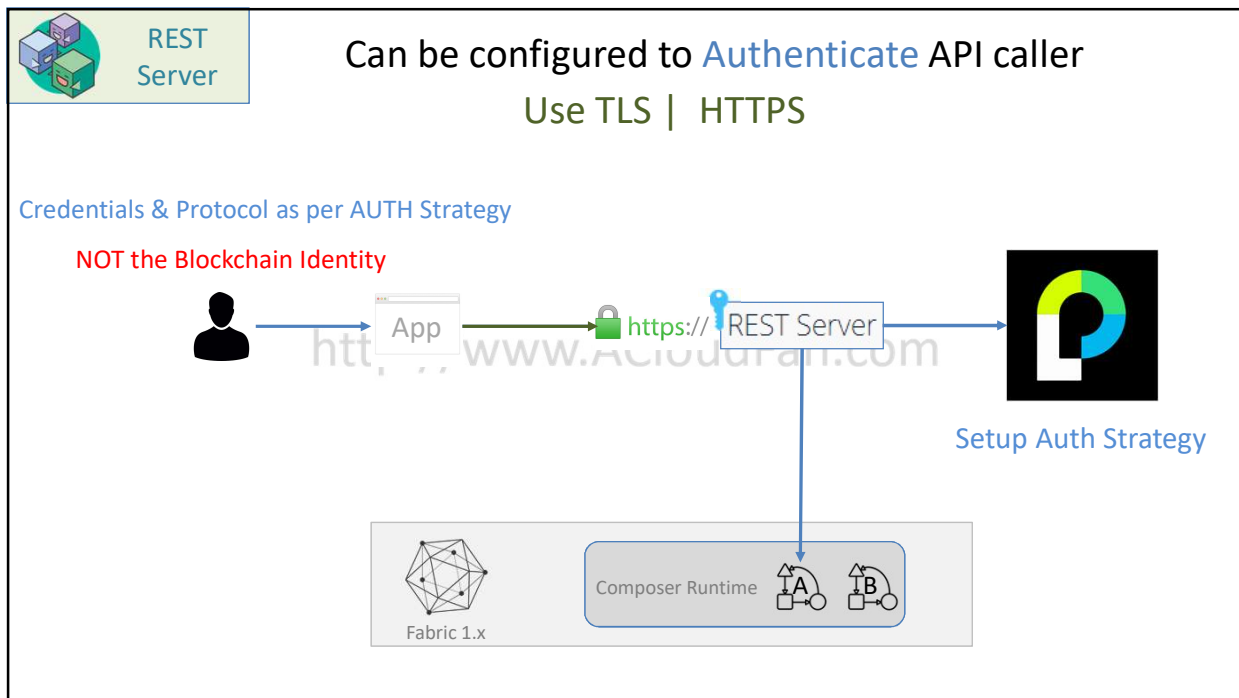 REST
Server
Can be configured to Authenticate API caller
Use TLS | HTTPS
Credentials & Protocol as per AUTH Strategy
NOT the Blockchain Identity
App
https://
REST Server
www.ACloudFan.com
Setup Auth Strategy
Composer Runtime
A
B
Fabric 1.x